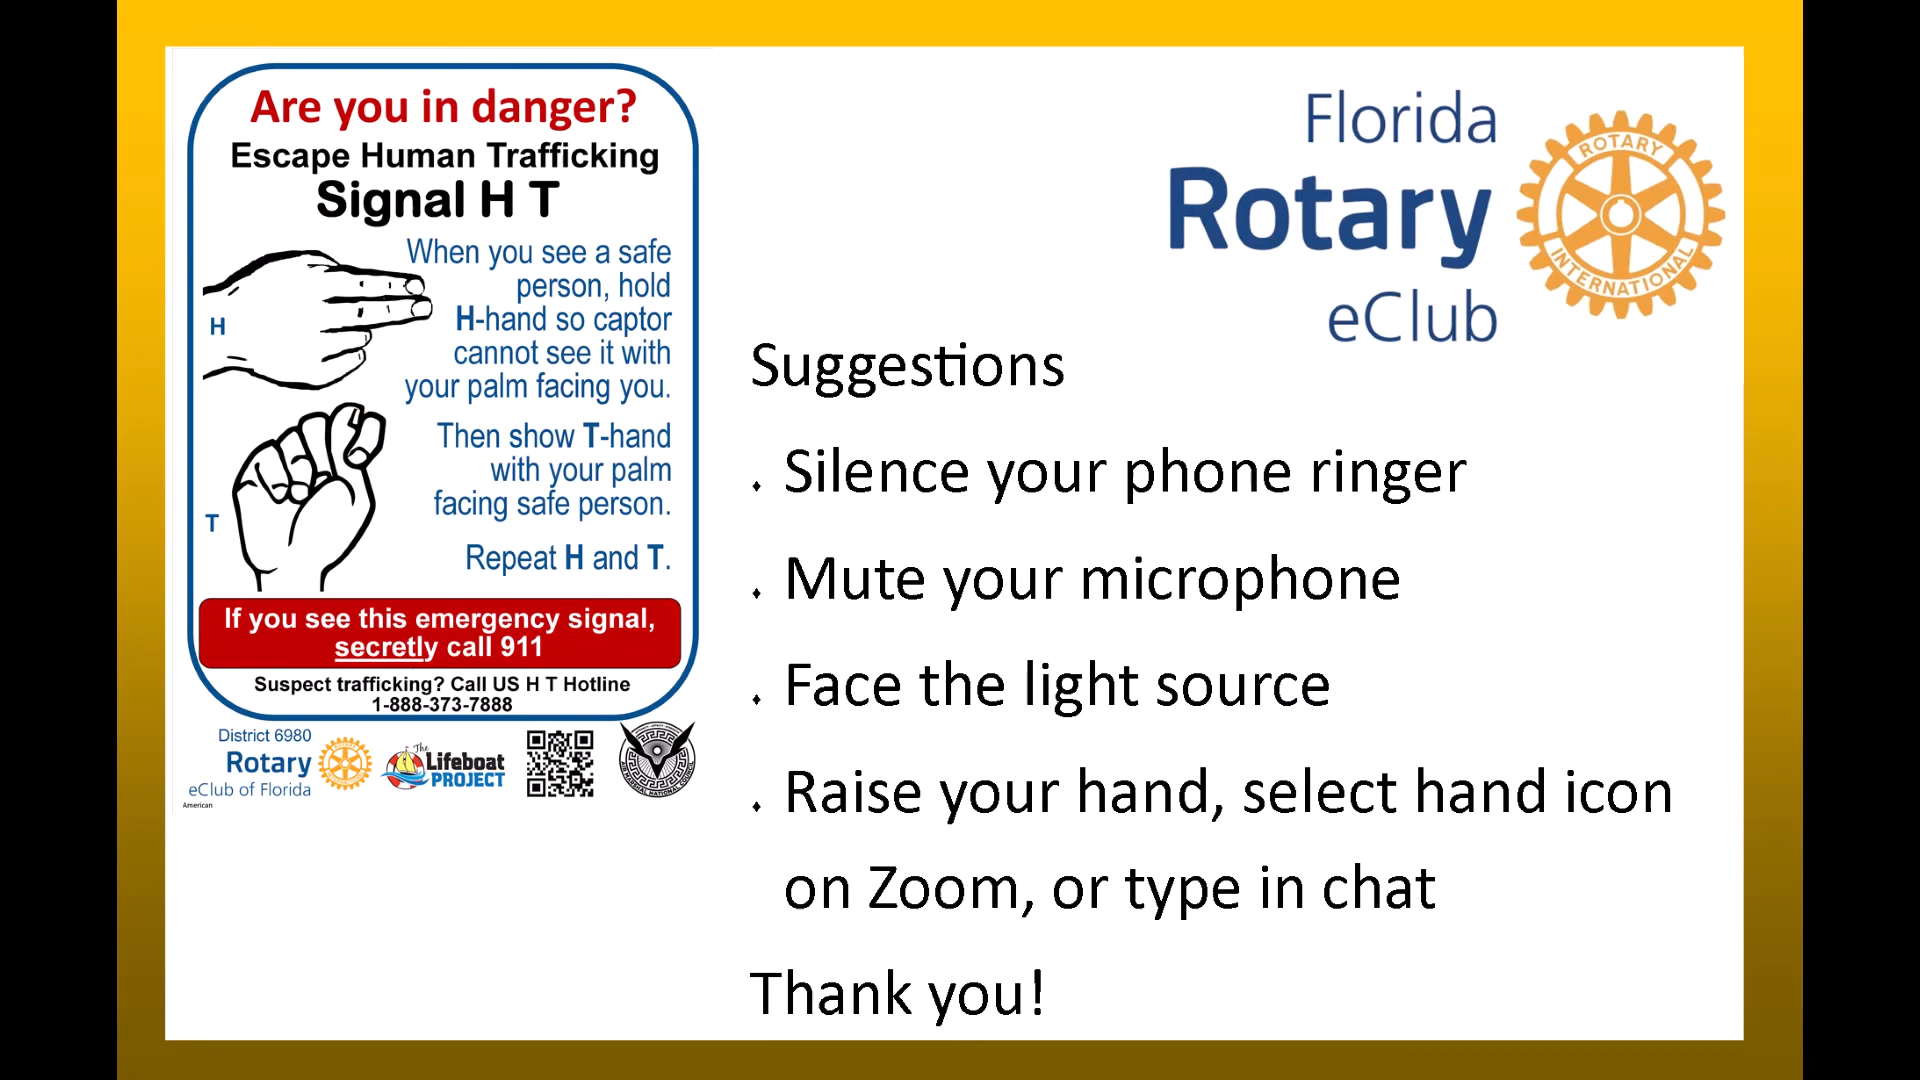 Are you in danger?
Escape Human Trafficking
Signal H T
When you see a safe
person, hold
H-hand so captor
cannot see it with
your palm facing you.
H
Then show T-hand
with your palm
facing safe person.
T
Repeat H and T.
If you see this emergency signal,
secretly call 911
Suspect trafficking? Call US H T Hotline
1-888-373-7888
District 6980
Rotary
eClub of Florida
American
The
Lifeboat
PROJECT
Florida
Rotary
eClub
ROTARY
INTERNATIONAL
Suggestions
⬧ Silence your phone ringer
⬧ Mute your microphone
⬧ Face the light source
⬧ Raise your hand, select hand icon
on Zoom, or type in chat
Thank you!